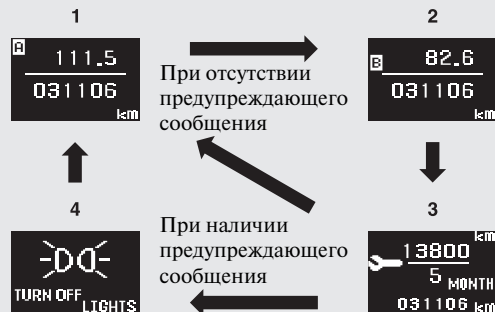 1
A 111.5
031106
km
При отсутствии
предупреждающего
сообщения
2
B 82.6
031106
km
4
TURN OFF
LIGHTS
При наличии
предупреждающего
сообщения
3
km
13800
5 MONTH
031106 km